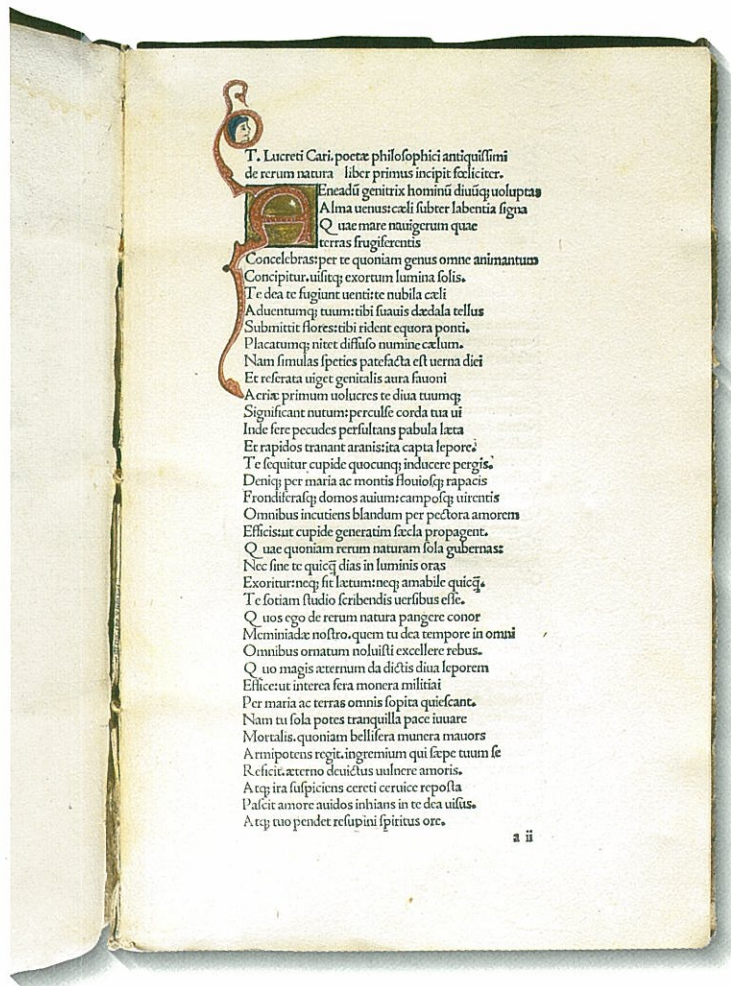 T. Lucreti Cari. poetæ philoſophici antiquiſſimi
de rerum natura liber primus incipit fœliciter.
AEneadū genitrix hominū diuūq; uoluptas
Alma uenus: cæli ſubter labentia ſigna
Q uae mare nauigerum quae
terras frugiferentis
Concelebras: per te quoniam genus omne animantum
Concipitur. uiſitq; exortum lumina ſolis.
Te dea te fugiunt uenti: te nubila cæli
Aduentumq; tuum: tibi ſuauis dædala tellus
Submittit flores: tibi rident equora ponti.
Placatumq; nitet diffuſo numine cælum.
Nam ſimulas ſpeties patefacta eſt uerna diei
Et reſerata uiget genitalis aura fauoni
Aeriæ primum uolucres te diua tuumq;
Significant nutum: perculſe corda tua ui
Inde fere pecudes perſultans pabula læta
Et rapidos tranant aranis: ita capta lepore.
Te ſequitur cupide quocunq; inducere pergis.
Deniq; per maria ac montis flouioſq; rapacis
Frondiferaſq; domos auium: campoſq; uirentis
Omnibus incutiens blandum per pectora amorem
Efficis: ut cupide generatim ſæcla propagent.
Q uae quoniam rerum naturam ſola gubernas:
Nec ſine te quicq̄ dias in luminis oras
Exoritur: neq; fit lætum: neq; amabile quicq̄.
Te ſotiam ſtudio ſcribendis uerſibus eſſe.
Q uos ego de rerum natura pangere conor
Meminiadæ noſtro. quem tu dea tempore in omni
Omnibus ornatum noluiſti excellere rebus.
Q uo magis æternum da dictis diua leporem
Effice: ut interea fera monera militiai
Per maria ac terras omnis ſopita quieſcant.
Nam tu ſola potes tranquilla pace iuuare
Mortalis. quoniam bellifera munera mauors
Armipotens regit. ingremium qui ſæpe tuum ſe
Reficit. æterno deuictus uulnere amoris.
Atq; ita ſuſpiciens cereti ceruice repoſta
Paſcit amore auidos inhians in te dea uiſus.
Atq; tuo pendet reſupini ſpiritus ore.
a ii